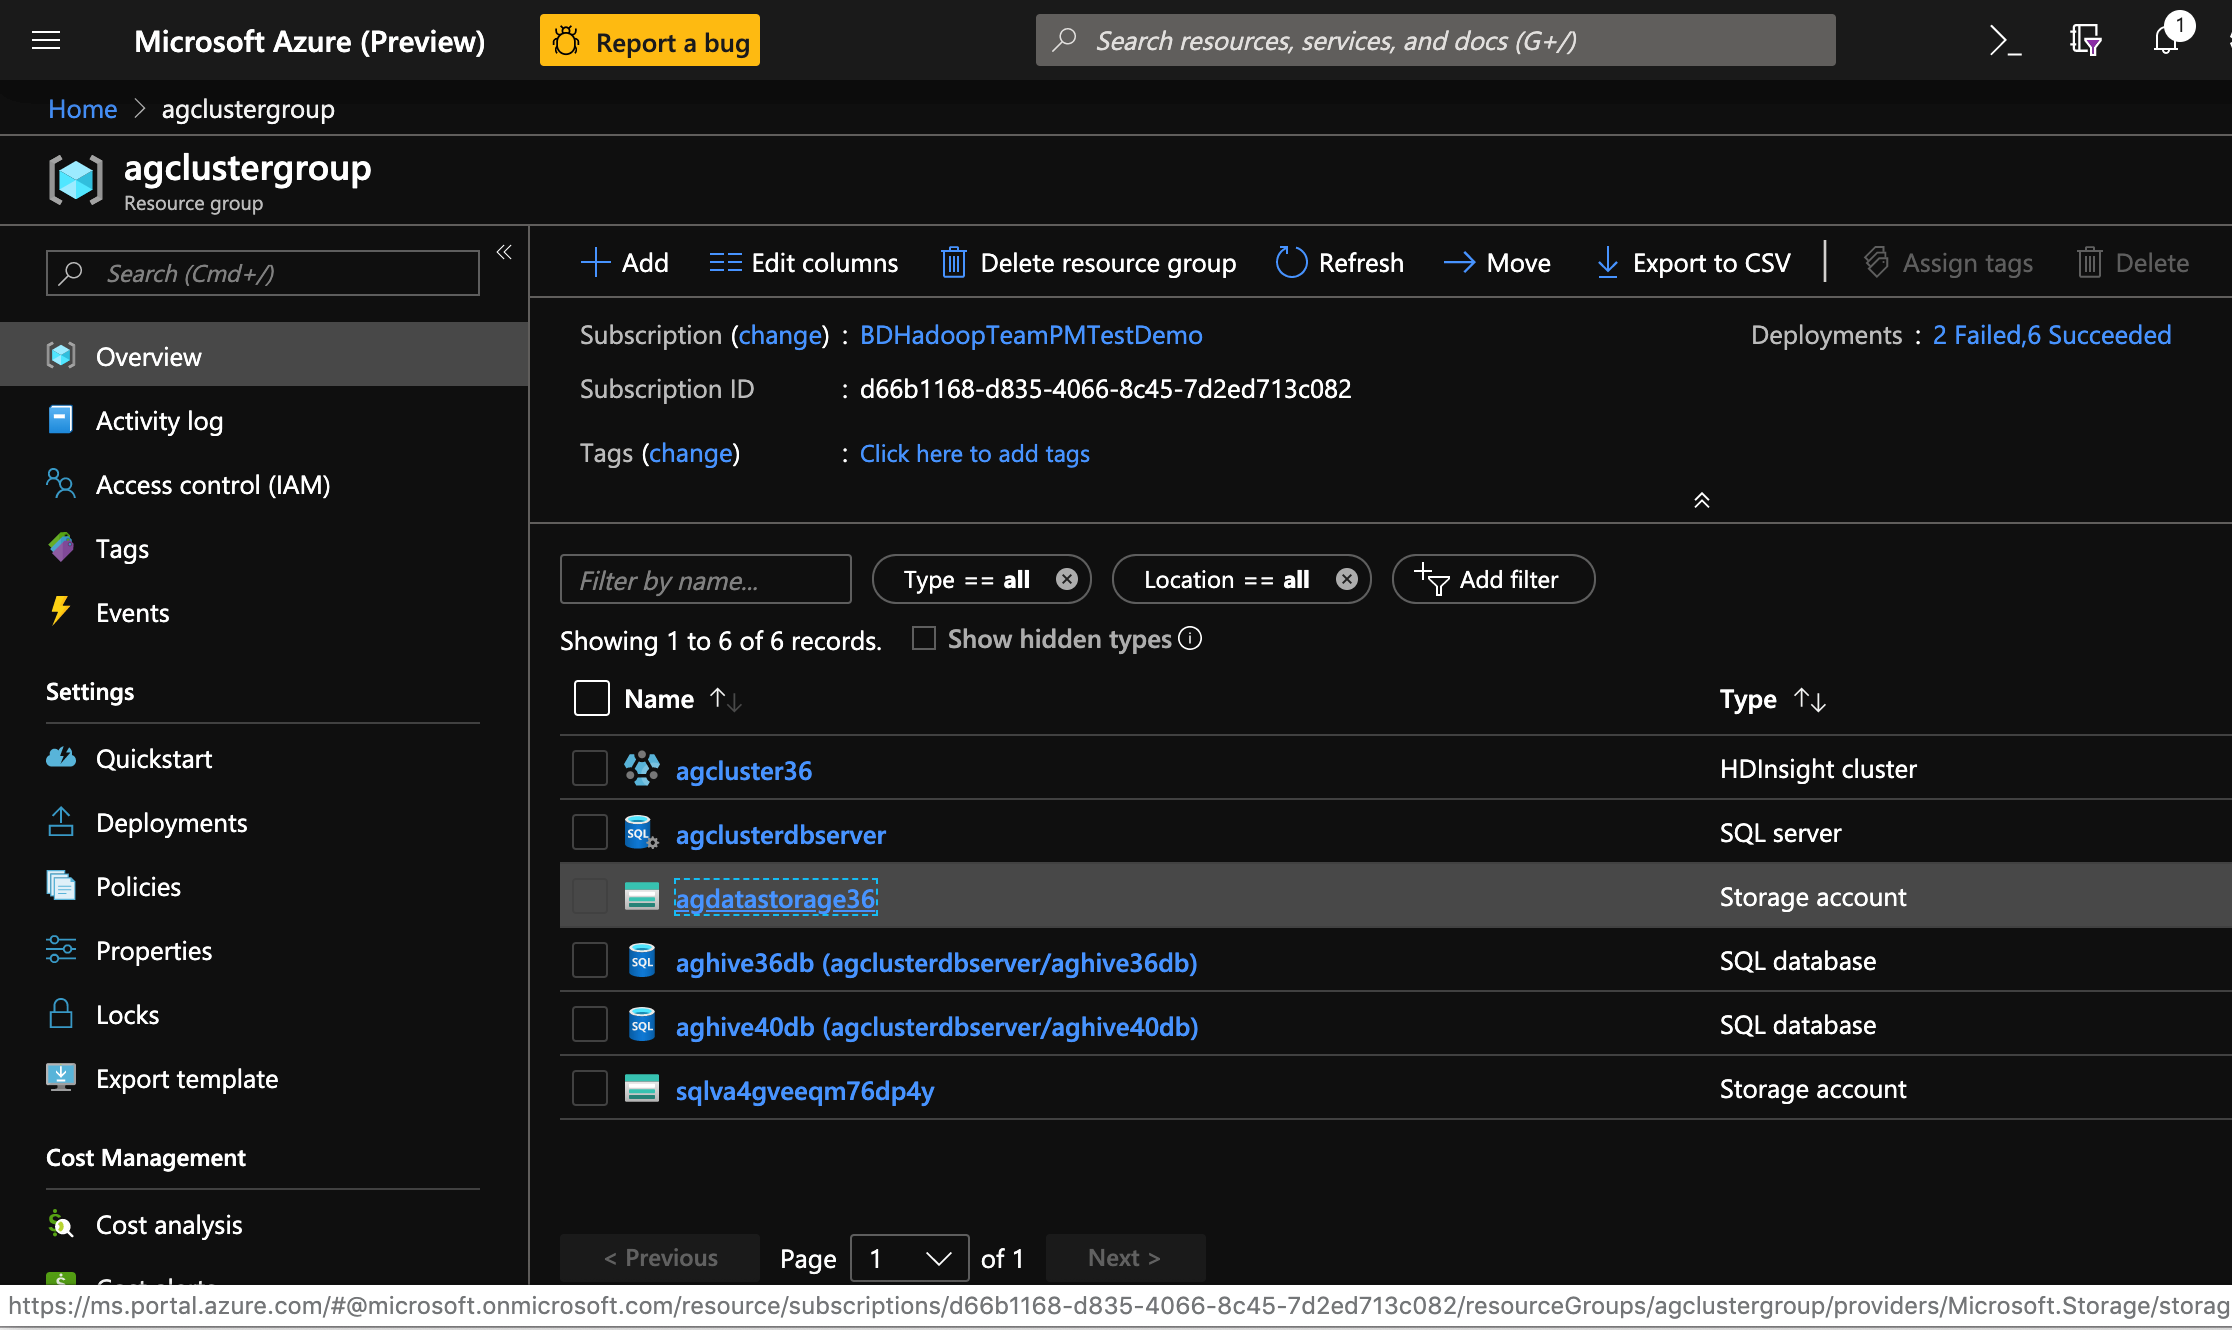 Microsoft Azure (Preview)
Report a bug
Search resources, services, and docs (G+/)
1
Home > agclustergroup
agclustergroup
Resource group
Search (Cmd+/)
«
Overview
Activity log
Access control (IAM)
Tags
Events
Settings
Quickstart
Deployments
Policies
Properties
Locks
Export template
Cost Management
Cost analysis
Cost alerts
Add
Edit columns
Delete resource group
Refresh
Move
Export to CSV
Assign tags
Delete
Subscription (change) : BDHadoopTeamPMTestDemo
Deployments : 2 Failed,6 Succeeded
Subscription ID : d66b1168-d835-4066-8c45-7d2ed713c082
Tags (change) : Click here to add tags
Filter by name...
Type == all
Location == all
Add filter
Showing 1 to 6 of 6 records.
Show hidden types
Name ↑↓ Type ↑↓
agcluster36 HDInsight cluster
SQL agclusterdbserver SQL server
agdatastorage36 Storage account
SQL aghive36db (agclusterdbserver/aghive36db) SQL database
SQL aghive40db (agclusterdbserver/aghive40db) SQL database
sqlva4gveeqm76dp4y Storage account
< Previous Page 1 of 1 Next >
https://ms.portal.azure.com/#@microsoft.onmicrosoft.com/resource/subscriptions/d66b1168-d835-4066-8c45-7d2ed713c082/resourceGroups/agclustergroup/providers/Microsoft.Storage/storag